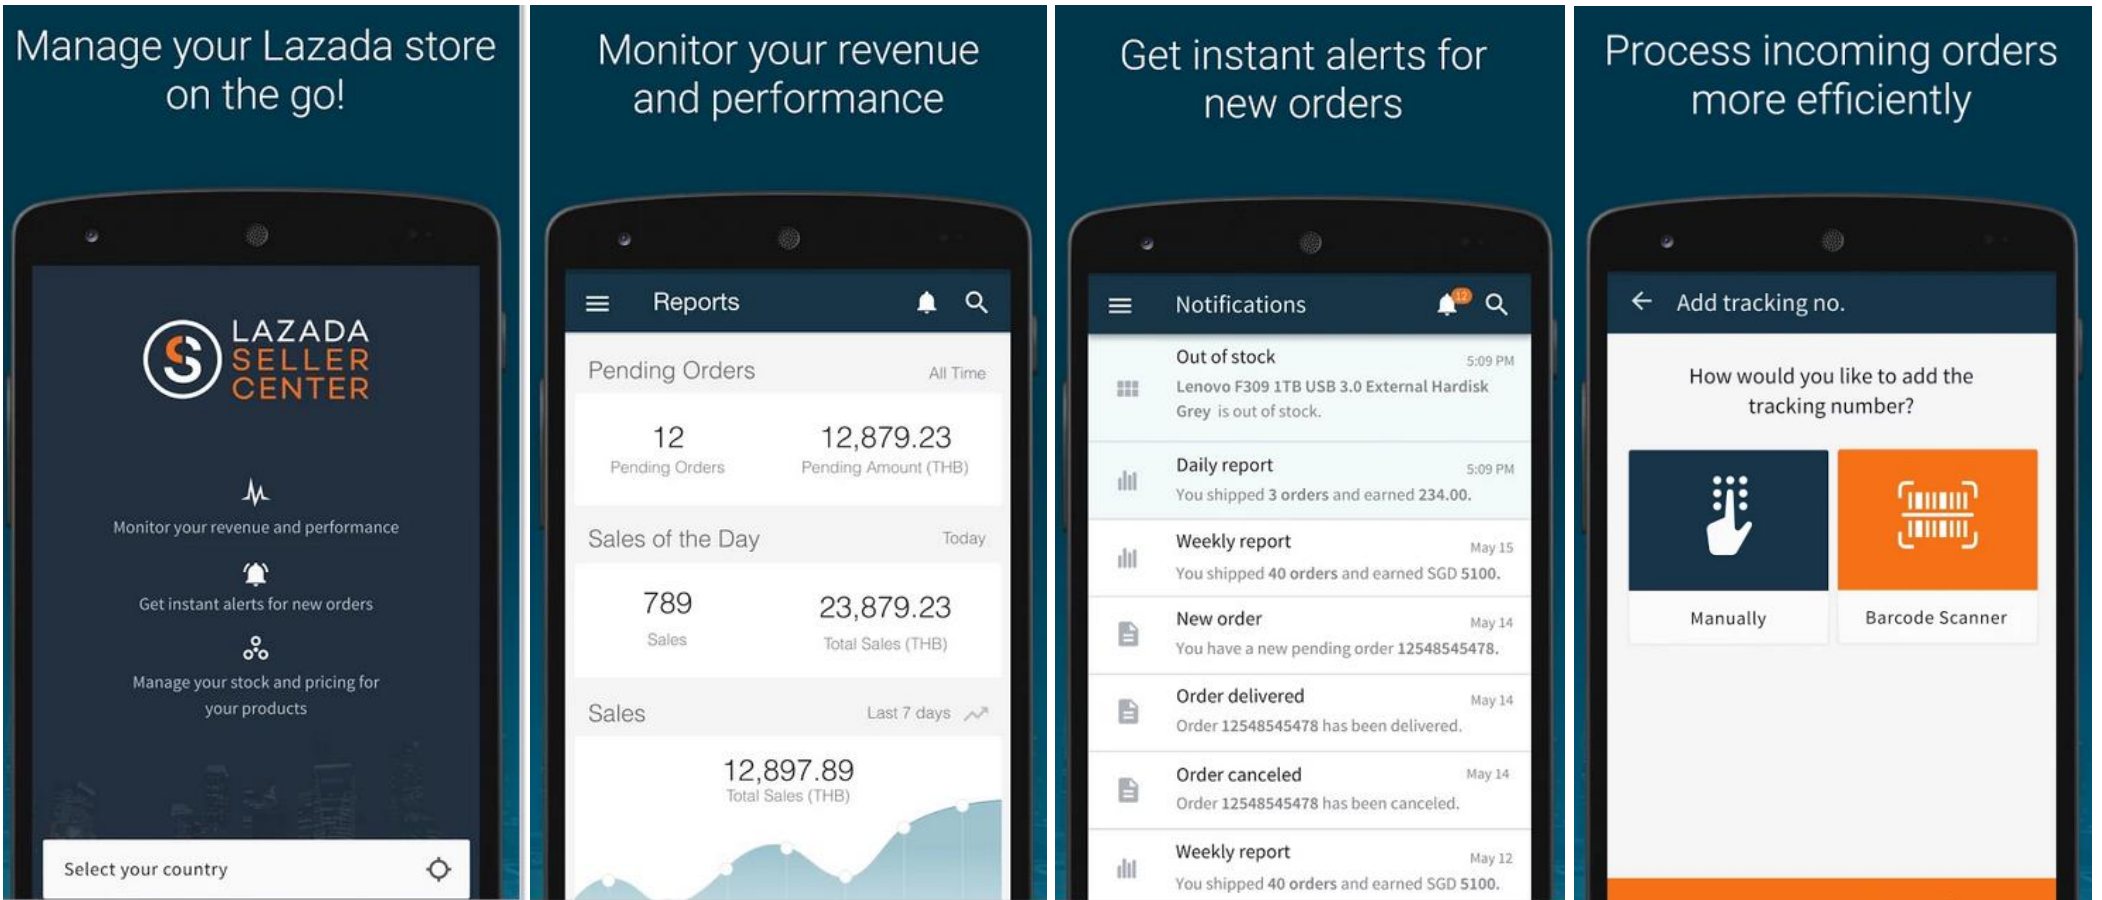 Manage your Lazada store
on the go!
LAZADA
SELLER
CENTER
Monitor your revenue and performance
Get instant alerts for new orders
Manage your stock and pricing for
your products
Select your country
Monitor your revenue
and performance
Reports
Pending Orders All Time
12 12,879.23
Pending Orders Pending Amount (THB)
Sales of the Day Today
789 23,879.23
Sales Total Sales (THB)
Sales Last 7 days
12,897.89
Total Sales (THB)
Get instant alerts for
new orders
Notifications 12
Out of stock 5:09 PM
Lenovo F309 1TB USB 3.0 External Hardisk
Grey is out of stock.
Daily report 5:09 PM
You shipped 3 orders and earned 234.00.
Weekly report May 15
You shipped 40 orders and earned SGD 5100.
New order May 14
You have a new pending order 12548545478.
Order delivered May 14
Order 12548545478 has been delivered.
Order canceled May 14
Order 12548545478 has been canceled.
Weekly report May 12
You shipped 40 orders and earned SGD 5100.
Process incoming orders
more efficiently
Add tracking no.
How would you like to add the
tracking number?
Manually Barcode Scanner